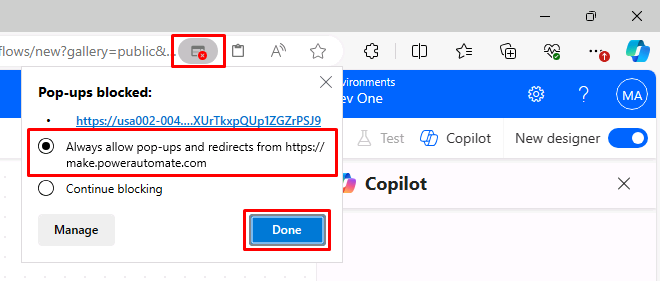 flows/new?gallery=public&...
Pop-ups blocked:
https://usa002-004....XUrTkxpQUp1ZGZrPSJ9
Always allow pop-ups and redirects from https://
make.powerautomate.com
Continue blocking
Manage
Done
nvironments
ev One
MA
Test
Copilot
New designer
Copilot